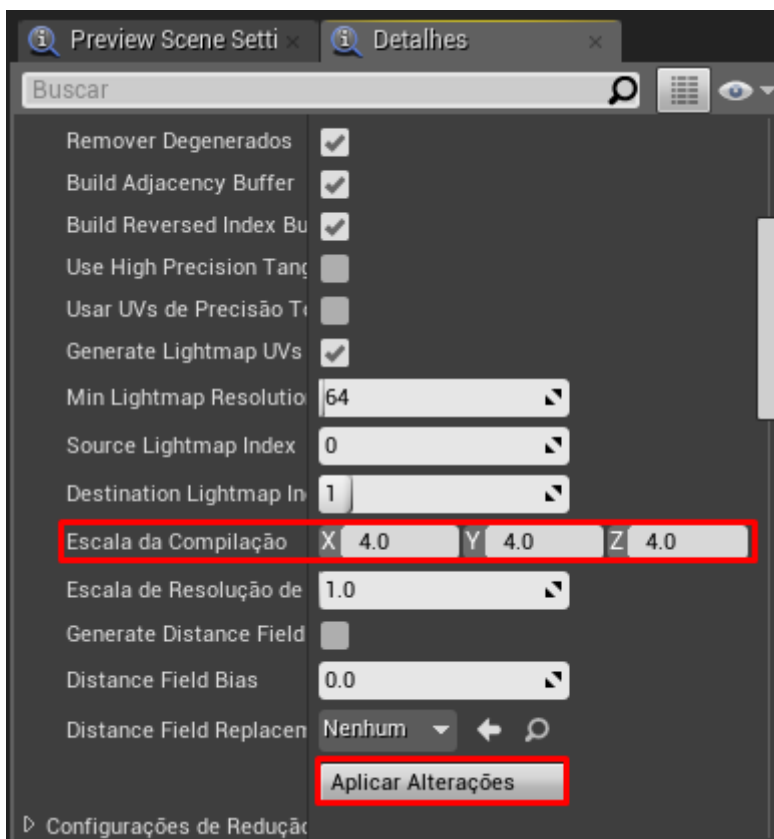 Preview Scene Setti
Detalhes
Buscar
Remover Degenerados
Build Adjacency Buffer
Build Reversed Index Bu
Use High Precision Tang
Usar UVs de Precisão To
Generate Lightmap UVs
Min Lightmap Resolutio 64
Source Lightmap Index 0
Destination Lightmap In 1
Escala da Compilação X 4.0 Y 4.0 Z 4.0
Escala de Resolução de 1.0
Generate Distance Field
Distance Field Bias 0.0
Distance Field Replacem Nenhum
Aplicar Alterações
Configurações de Redução